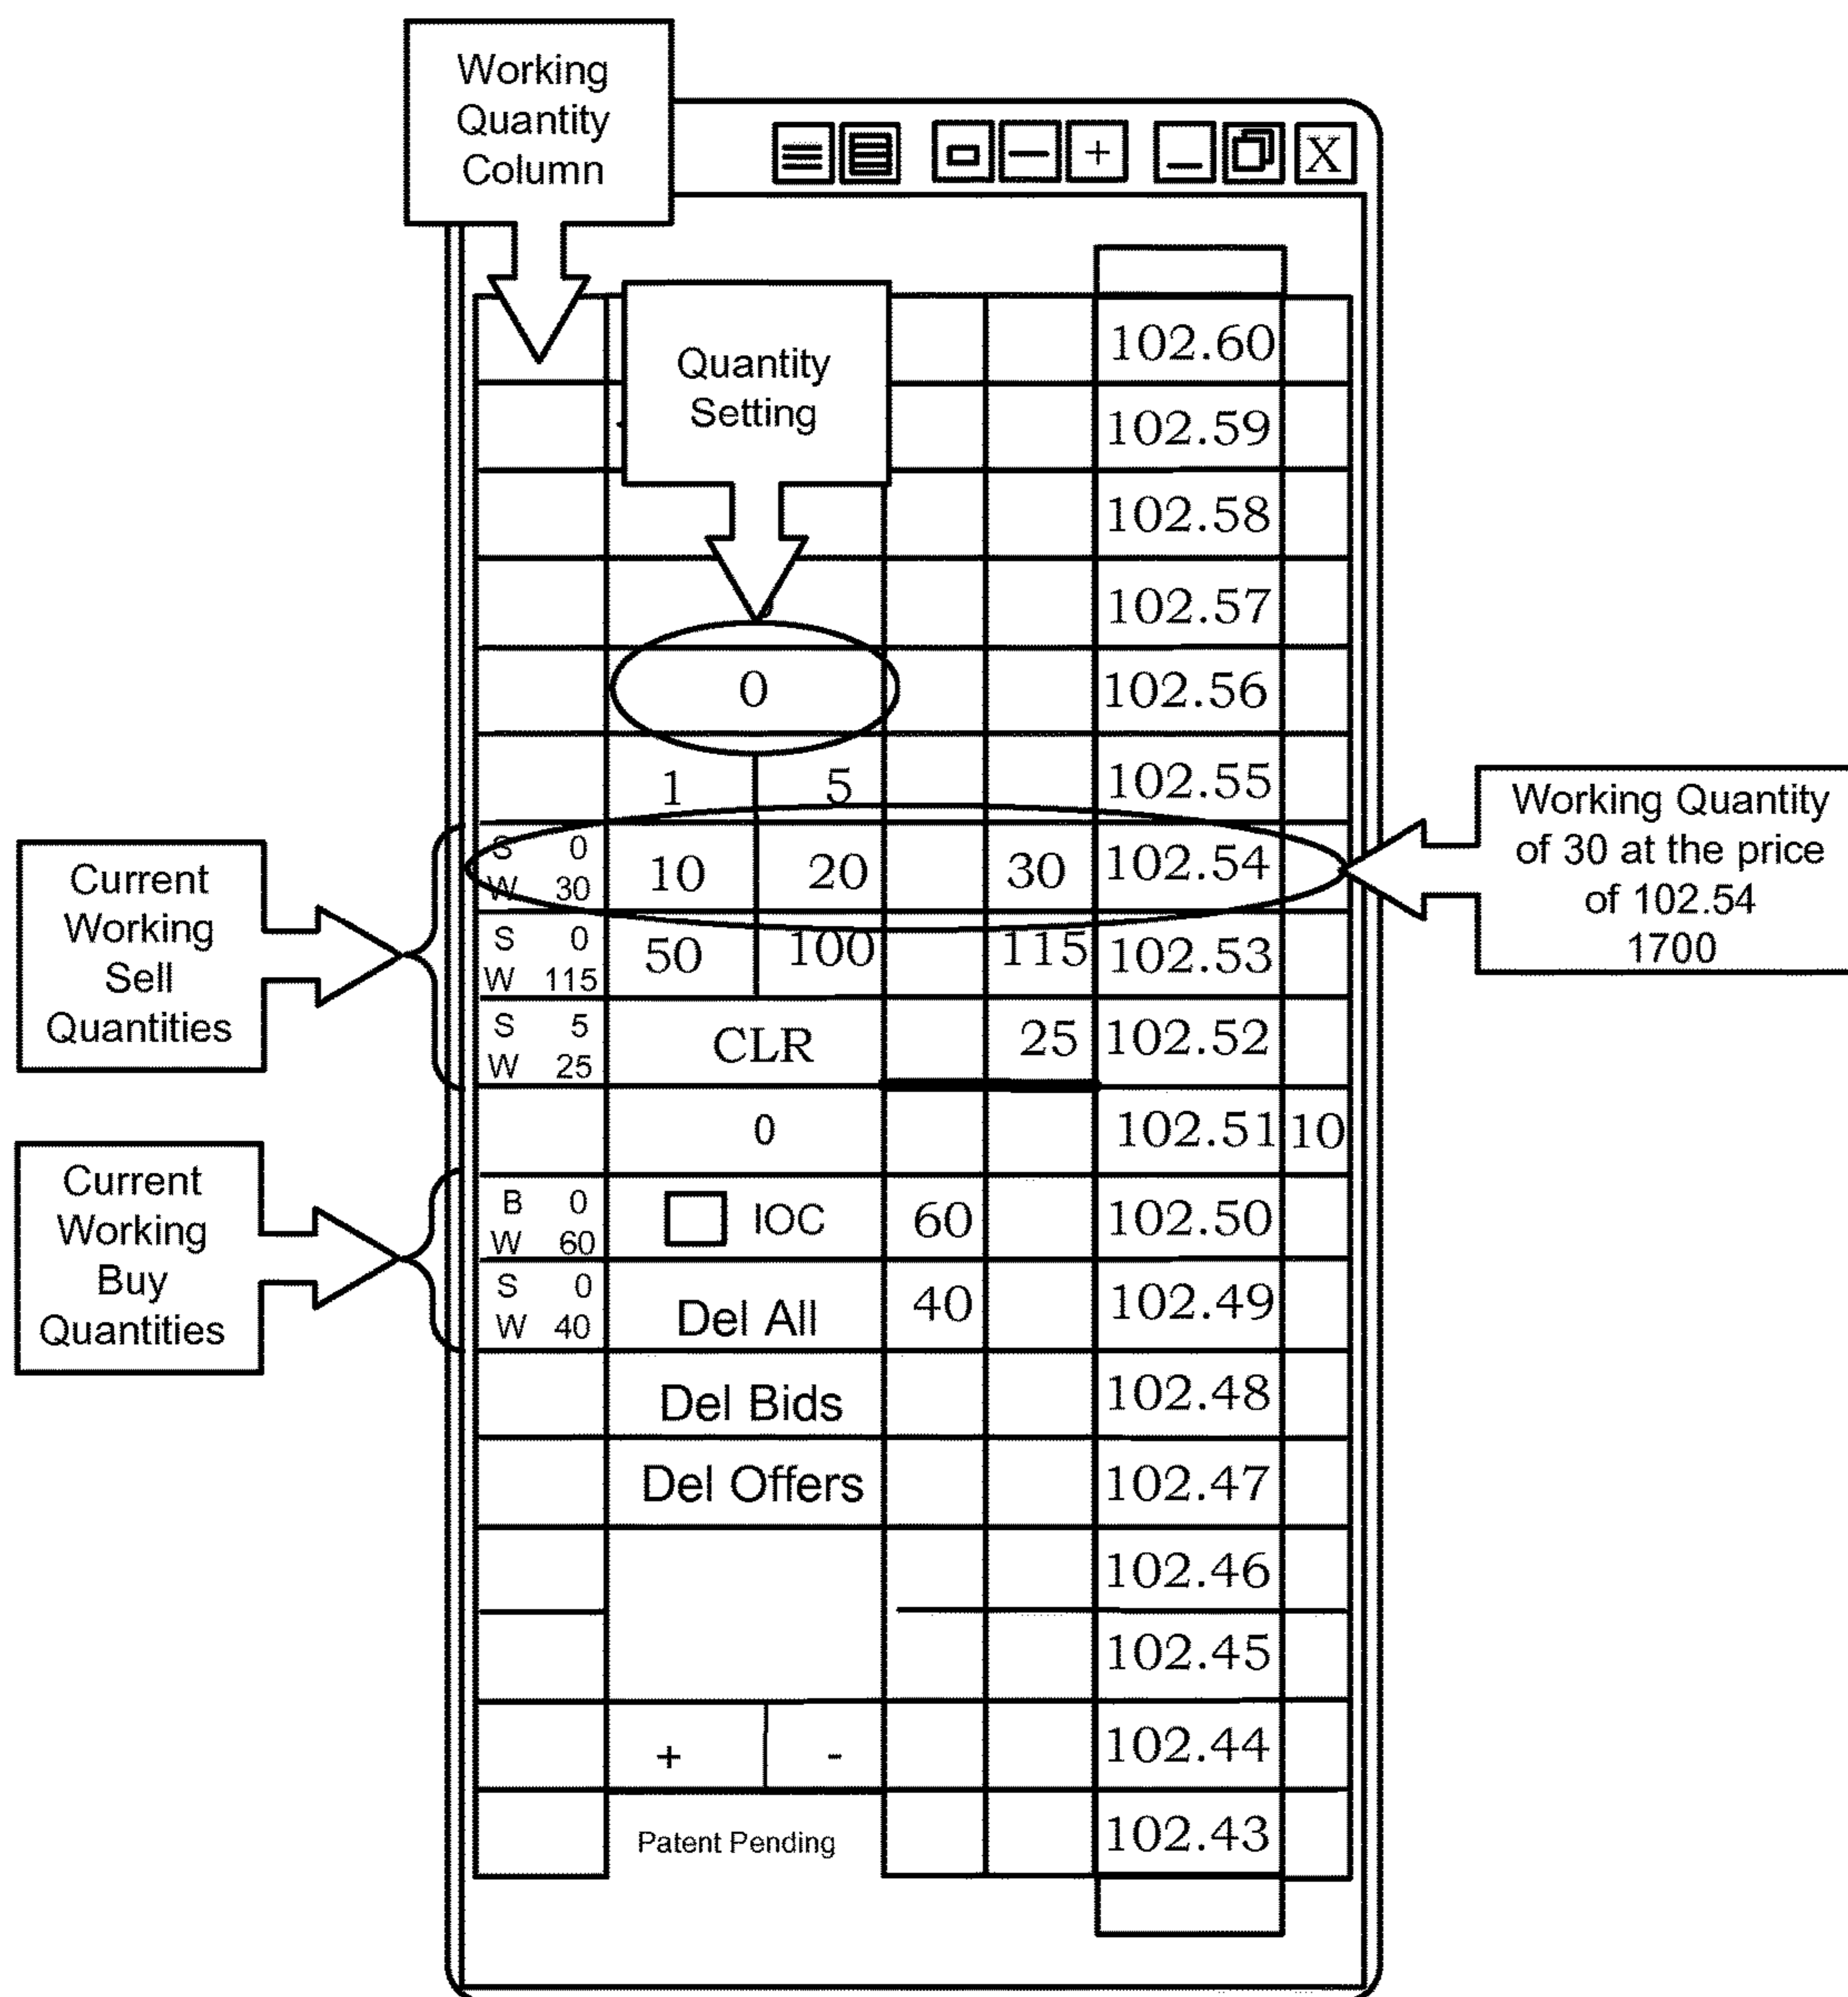 Working
Quantity
Column
X
Quantity
Setting
102.60
102.59
102.58
102.57
0 102.56
1 5 102.55
S 0
W 30
10 20 30 102.54
S 0
W 115
50 100 115 102.53
S 5
W 25
CLR 25 102.52
0 102.51 10
B 0
W 60
IOC 60 102.50
S 0
W 40
Del All 40 102.49
Del Bids 102.48
Del Offers 102.47
102.46
102.45
+ - 102.44
Patent Pending 102.43
Current
Working
Sell
Quantities
Current
Working
Buy
Quantities
Working Quantity
of 30 at the price
of 102.54
1700